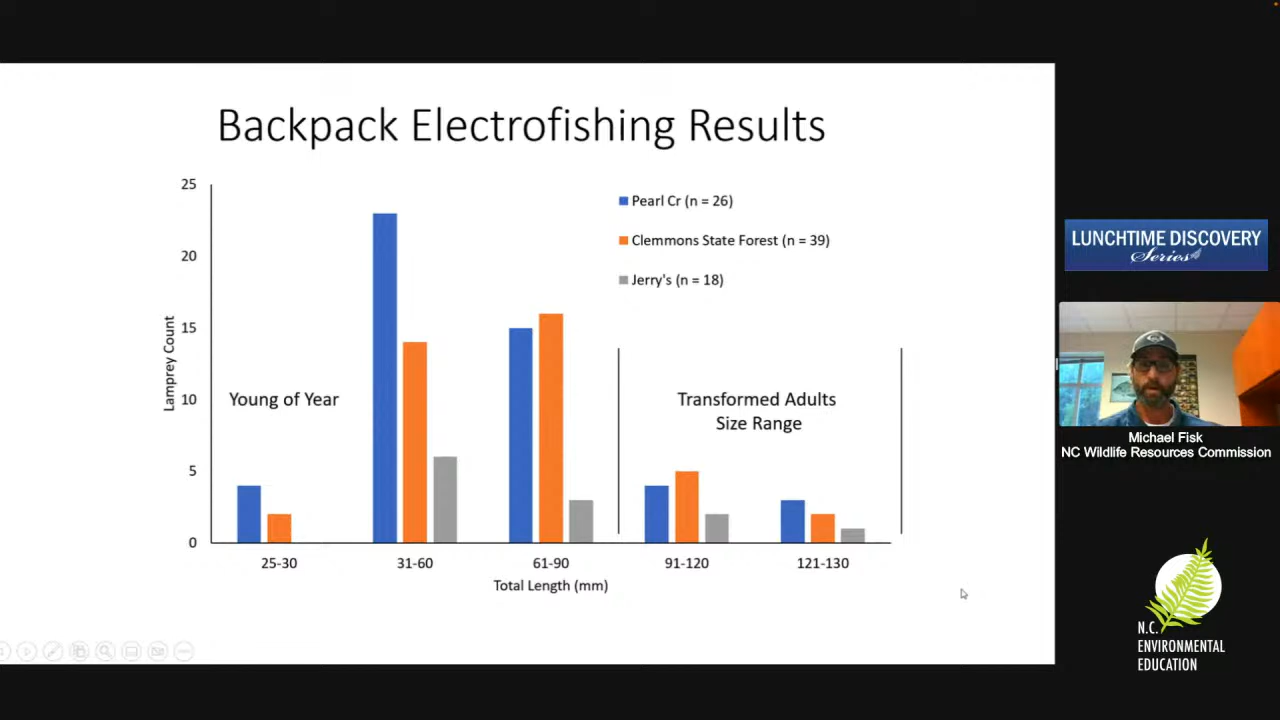 Backpack Electrofishing Results
25
20
15
10
5
0
Lamprey Count
Pearl Cr (n = 26)
Clemmons State Forest (n = 39)
Jerry's (n = 18)
Young of Year
Transformed Adults
Size Range
25-30
31-60
61-90
91-120
121-130
Total Length (mm)
LUNCHTIME DISCOVERY
Series
Michael Fisk
NC Wildlife Resources Commission
N.C.
ENVIRONMENTAL
EDUCATION